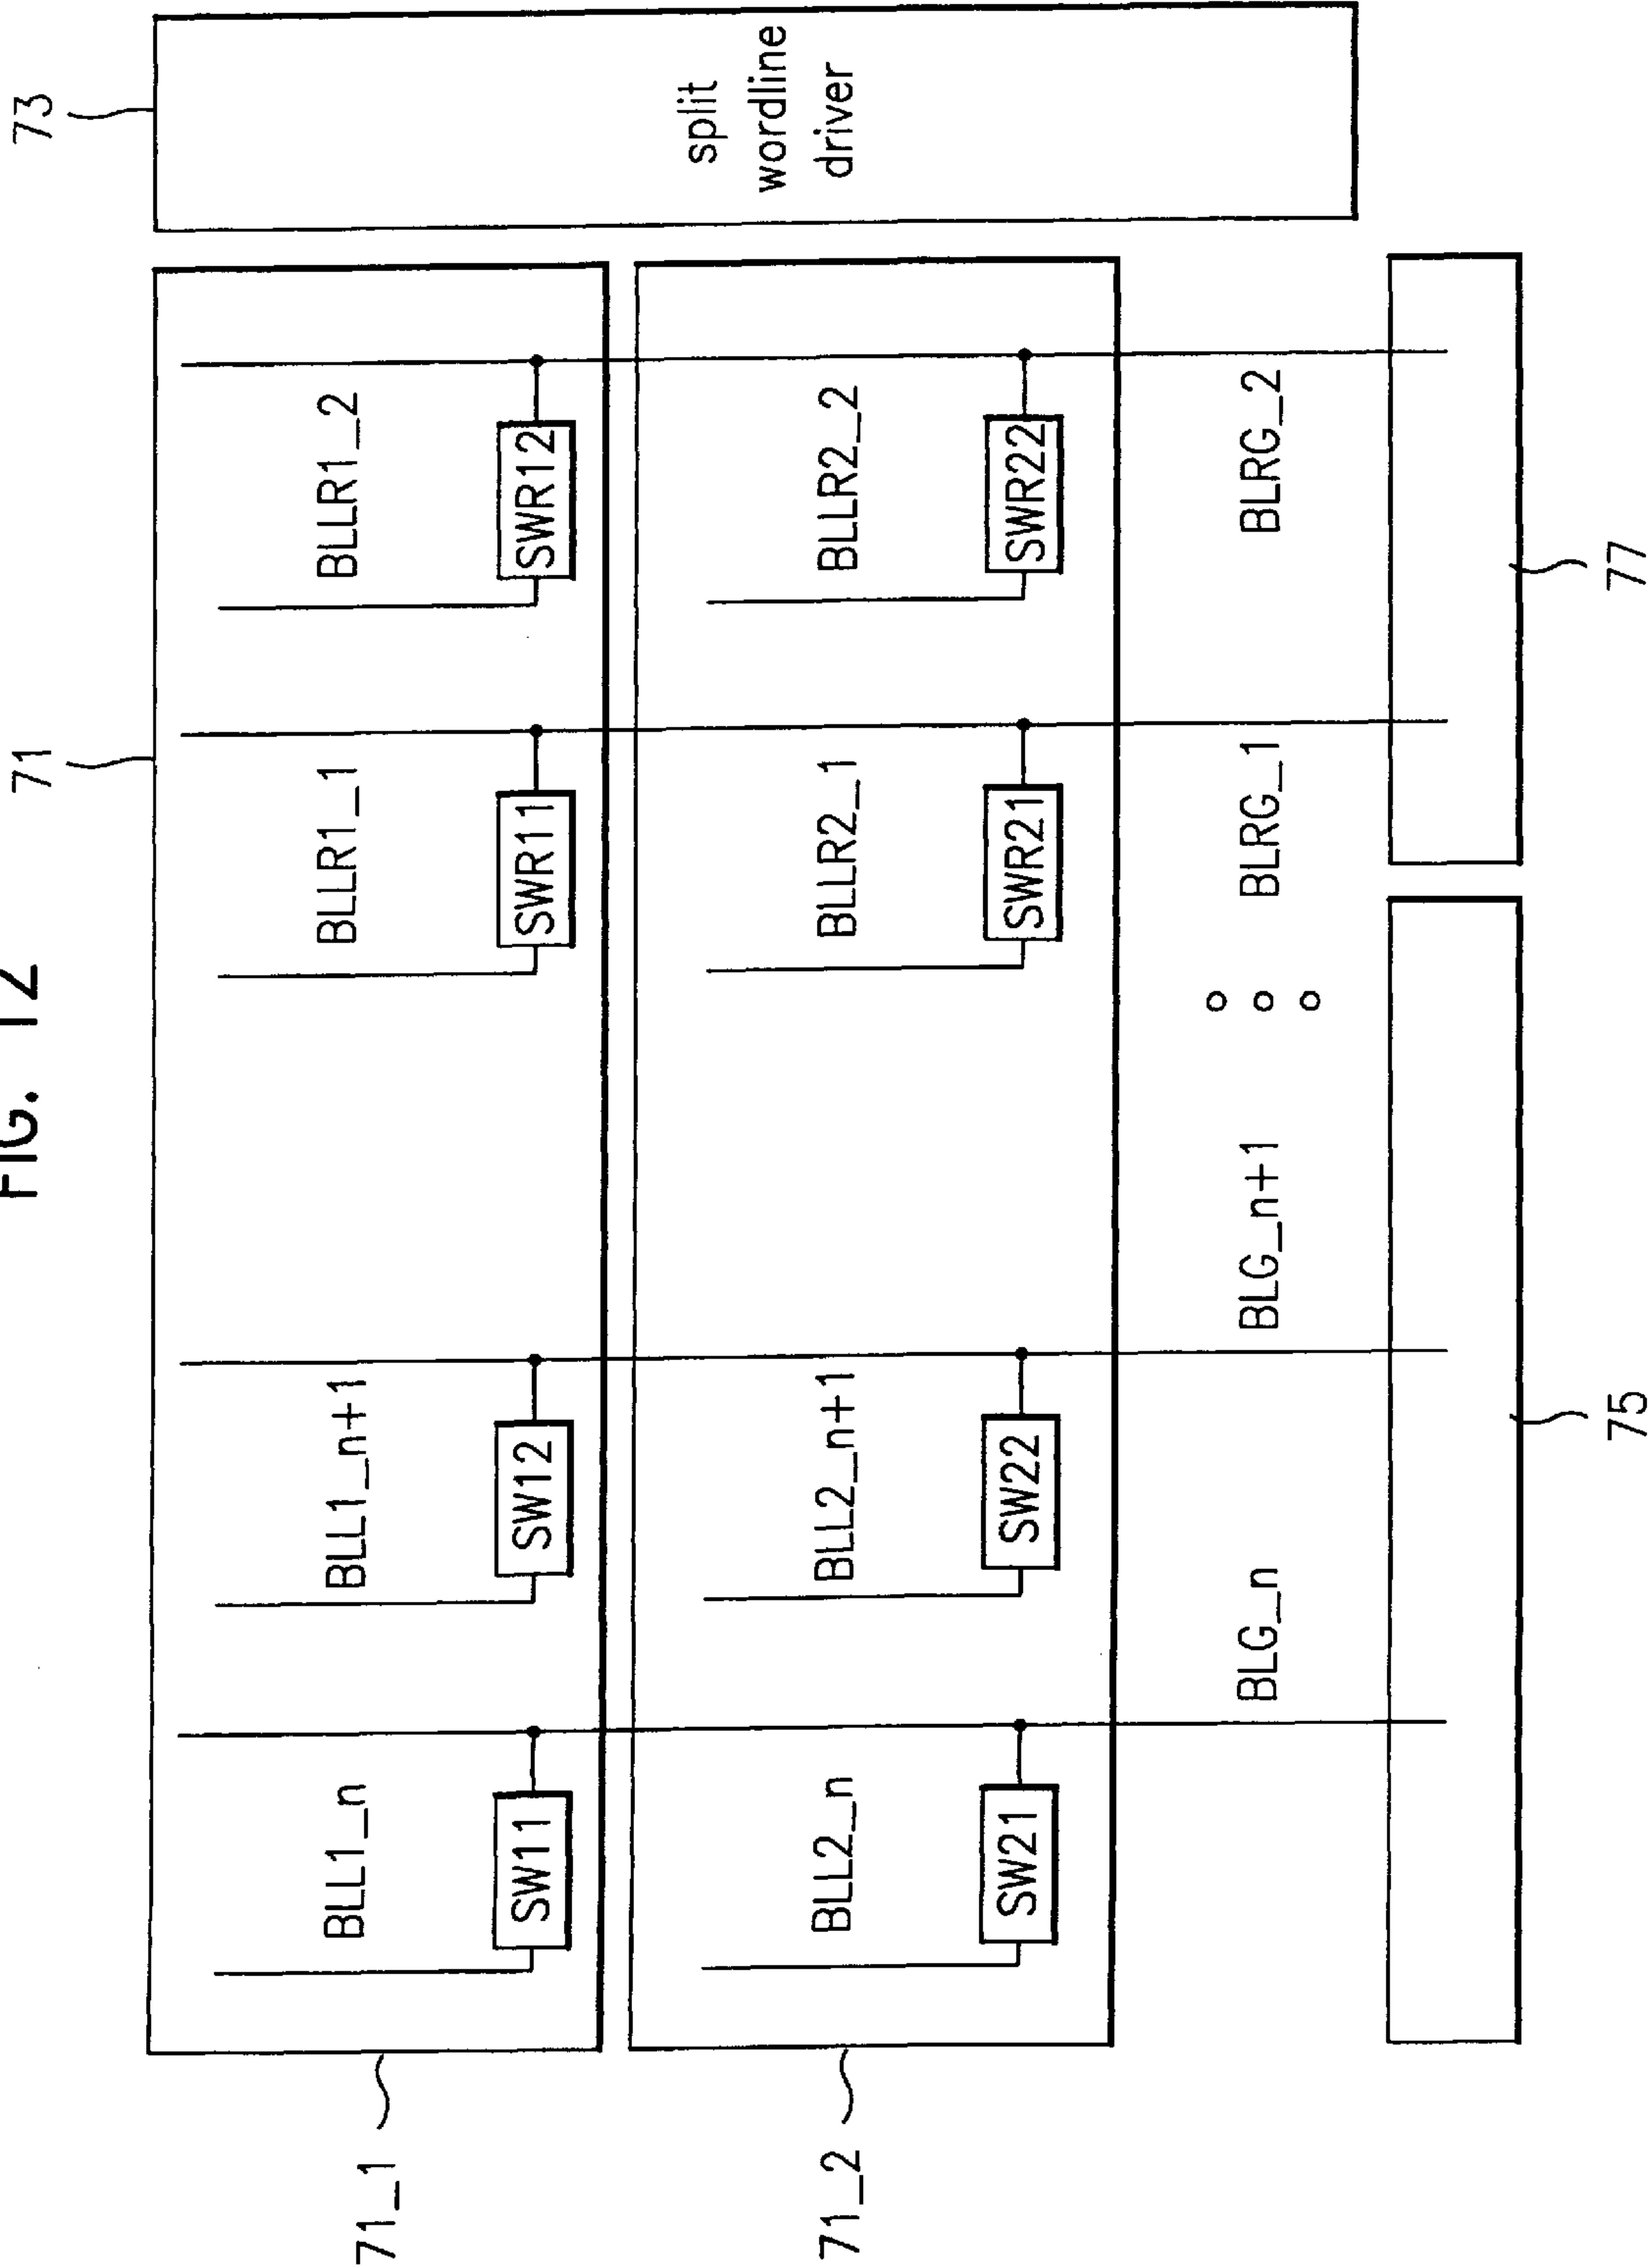 FIG. 12
71
73
71_1
BLL1_n
BLL1_n+1
BLLR1_1
BLLR1_2
SW11
SW12
SWR11
SWR12
split
wordline
driver
71_2
BLL2_n
BLL2_n+1
BLLR2_1
BLLR2_2
SW21
SW22
SWR21
SWR22
BLG_n
BLG_n+1
BLRG_1
BLRG_2
75
77